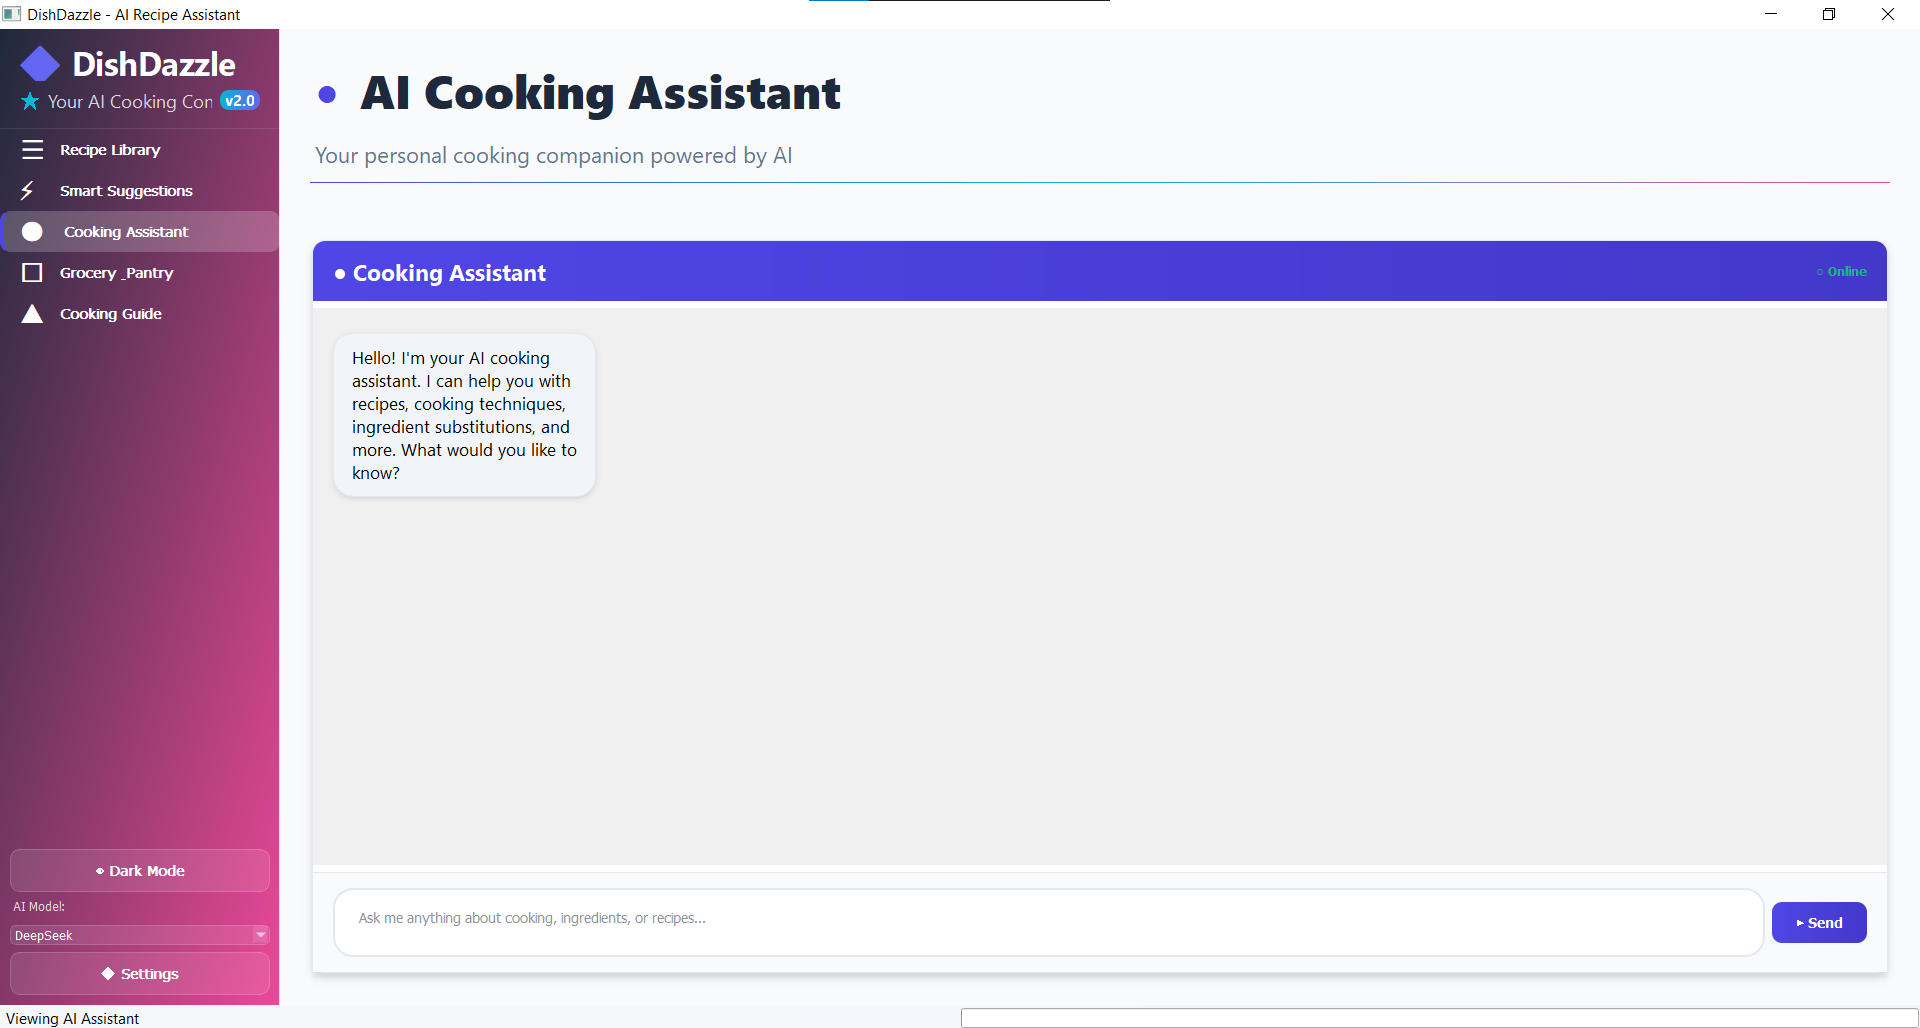 DishDazzle - AI Recipe Assistant
DishDazzle
Your AI Cooking Con
v2.0
Recipe Library
Smart Suggestions
Cooking Assistant
Grocery _Pantry
Cooking Guide
Dark Mode
AI Model:
DeepSeek
Settings
AI Cooking Assistant
Your personal cooking companion powered by AI
Cooking Assistant
Online
Hello! I'm your AI cooking
assistant. I can help you with
recipes, cooking techniques,
ingredient substitutions, and
more. What would you like to
know?
Ask me anything about cooking, ingredients, or recipes...
Send
Viewing AI Assistant